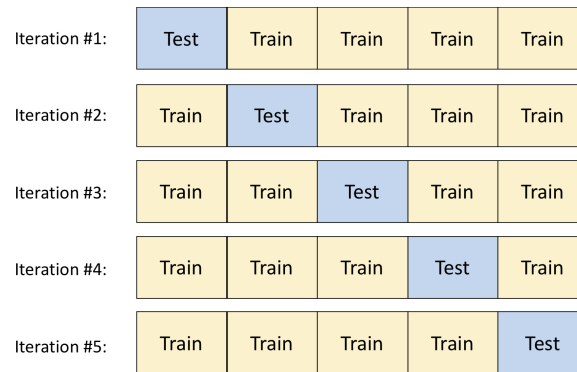 Iteration #1: Test Train Train Train Train
Iteration #2: Train Test Train Train Train
Iteration #3: Train Train Test Train Train
Iteration #4: Train Train Train Test Train
Iteration #5: Train Train Train Train Test